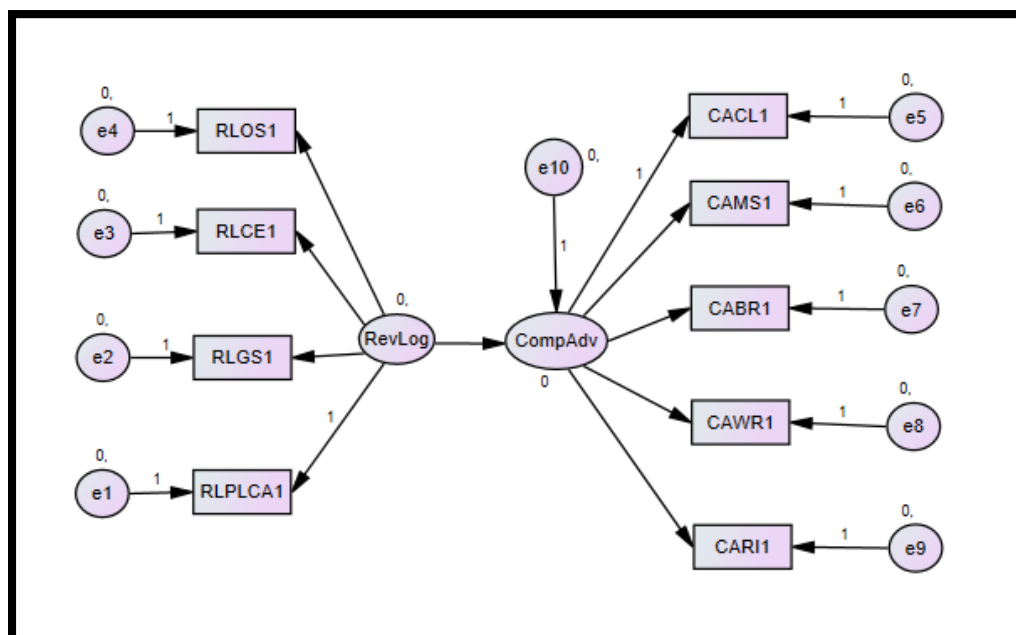 0,
e4
1
RLOS1
0,
e3
1
RLCE1
0,
e2
1
RLGS1
0,
e1
1
RLPLCA1
0,
RevLog
1
e10
0,
1
CompAdv
0
1
CACL1
1
0,
e5
CAMS1
1
0,
e6
CABR1
1
0,
e7
CAWR1
1
0,
e8
CARI1
1
0,
e9